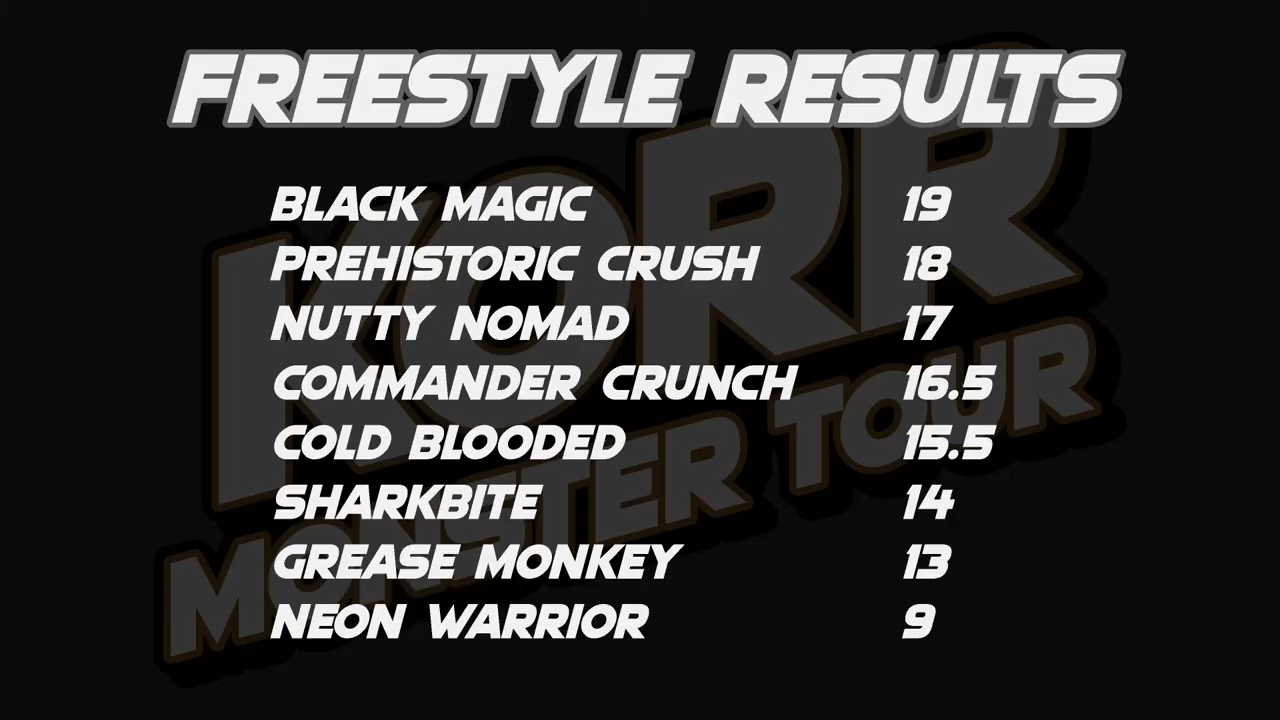 FREESTYLE RESULTS
BLACK MAGIC 19
PREHISTORIC CRUSH 18
NUTTY NOMAD 17
COMMANDER CRUNCH 16.5
COLD BLOODED 15.5
SHARKBITE 14
GREASE MONKEY 13
NEON WARRIOR 9
KORR
MONSTER TOUR